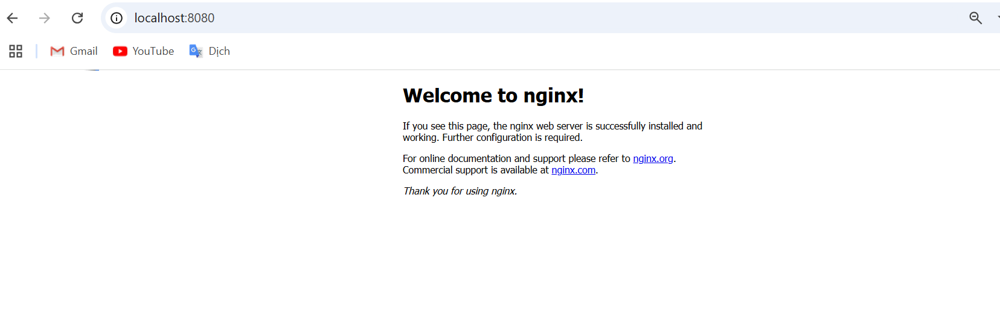 localhost:8080
Gmail YouTube Dịch
Welcome to nginx!
If you see this page, the nginx web server is successfully installed and
working. Further configuration is required.
For online documentation and support please refer to nginx.org.
Commercial support is available at nginx.com.
Thank you for using nginx.